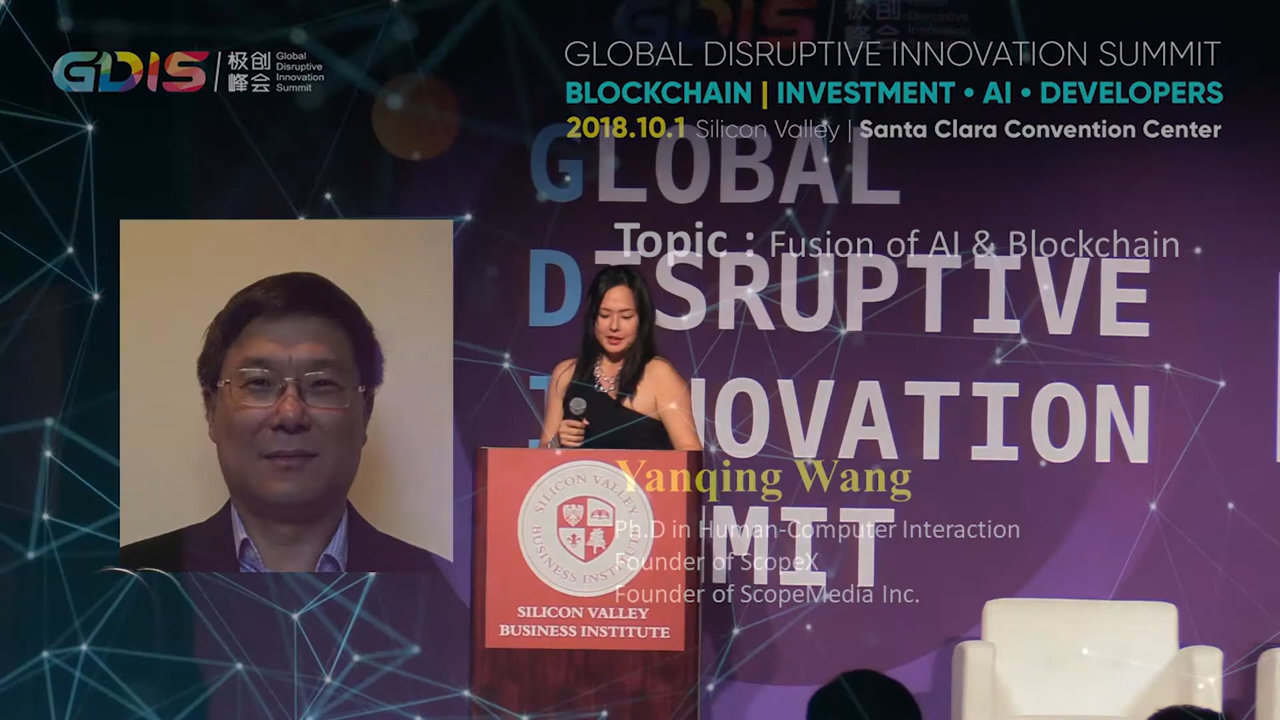 GDIS
极创
峰会
Global
Disruptive
Innovation
Summit
GLOBAL DISRUPTIVE INNOVATION SUMMIT
BLOCKCHAIN | INVESTMENT • AI • DEVELOPERS
2018.10.1 Silicon Valley | Santa Clara Convention Center
GLOBAL
DISRUPTIVE
INNOVATION
MIT
Topic : Fusion of AI & Blockchain
Yanqing Wang
Ph.D in Human-Computer Interaction
Founder of ScopeX
Founder of ScopeMedia Inc.
SILICON VALLEY
BUSINESS INSTITUTE
SILICON VALLEY
BUSINESS INSTITUTE